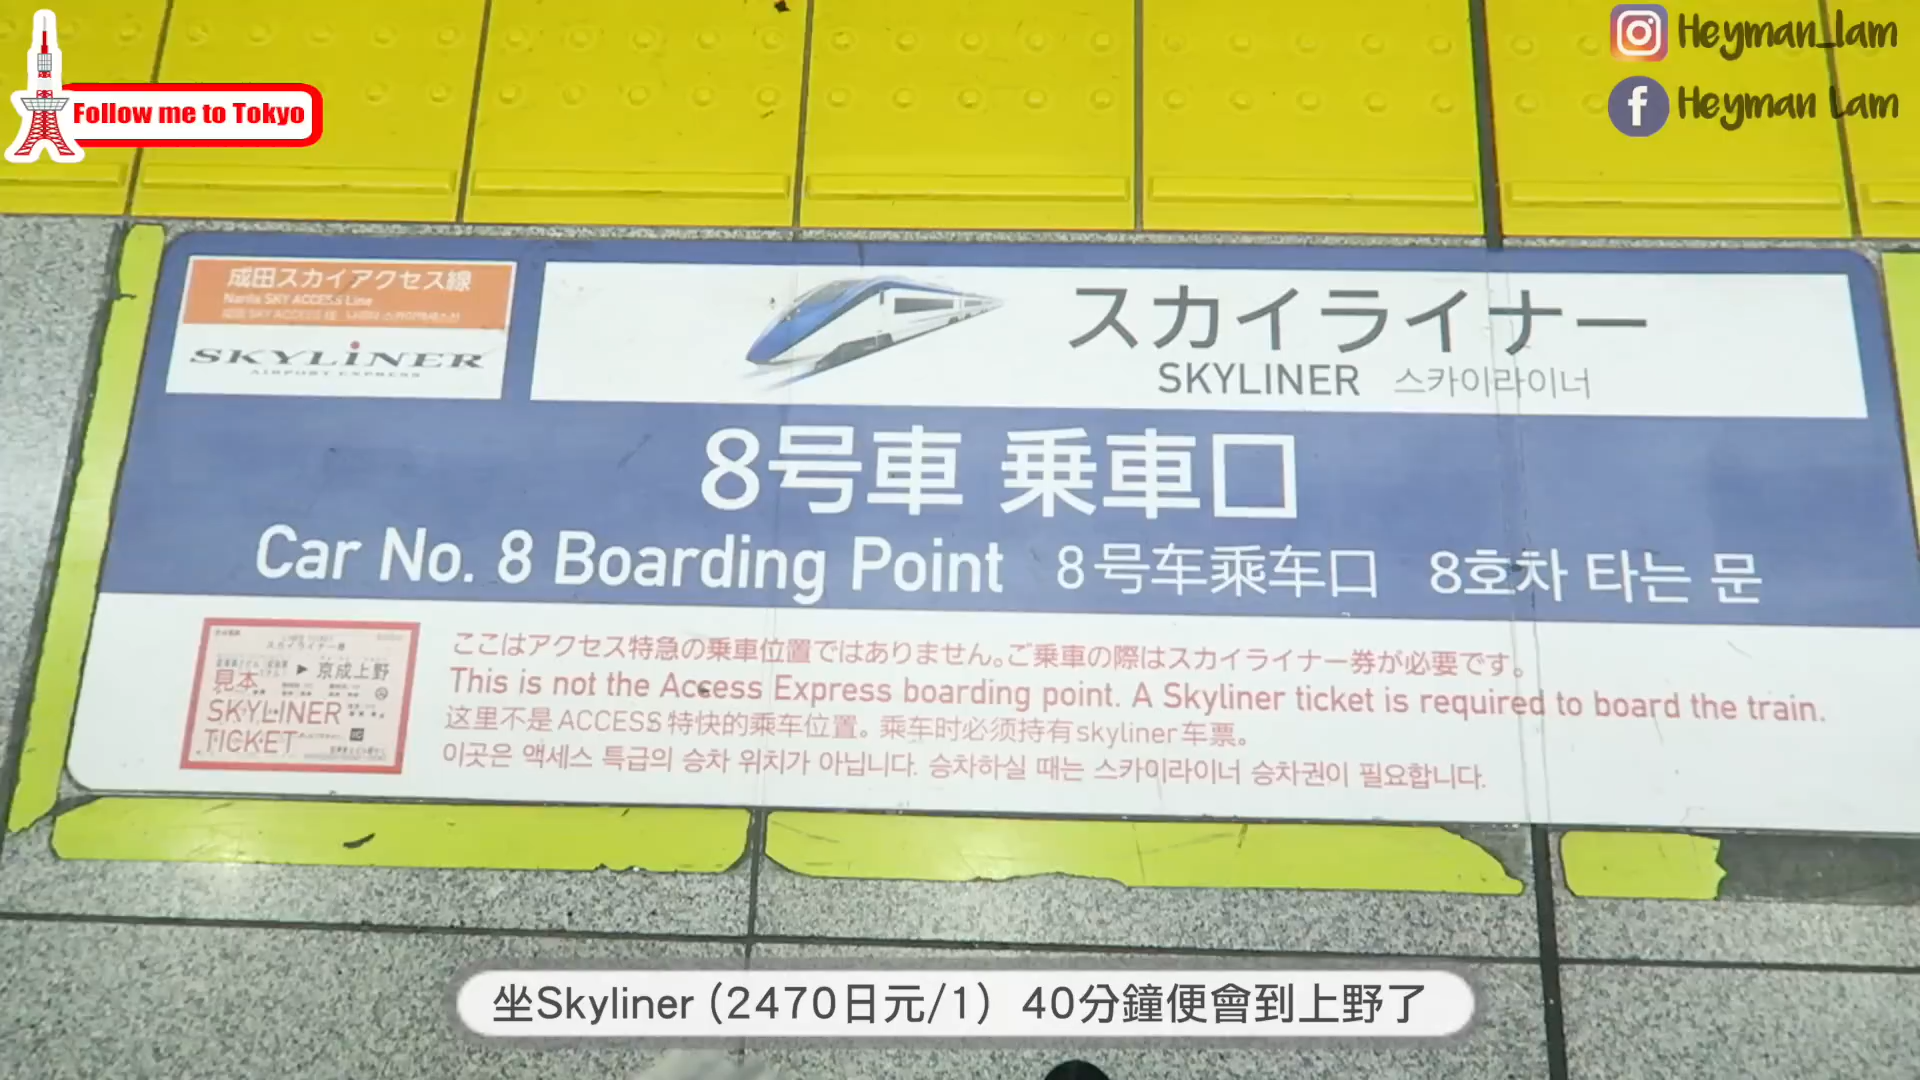 Follow me to Tokyo
Heyman_lam
Heyman Lam
成田スカイアクセス線
Narita SKY ACCESS Line
SKYLINER
AIRPORT EXPRESS
スカイライナー
SKYLINER 스카이라이너
8号車 乗車口
Car No. 8 Boarding Point 8号车乘车口 8호차 타는 문
スカイライナー券
▶ 京成上野
見本
SKYLINER
TICKET
ここはアクセス特急の乗車位置ではありません。ご乗車の際はスカイライナー券が必要です。
This is not the Access Express boarding point. A Skyliner ticket is required to board the train.
这里不是ACCESS特快的乘车位置。乘车时必须持有skyliner车票。
이곳은 액세스 특급의 승차 위치가 아닙니다. 승차하실 때는 스카이라이너 승차권이 필요합니다.
坐Skyliner (2470日元/1) 40分鐘便會到上野了